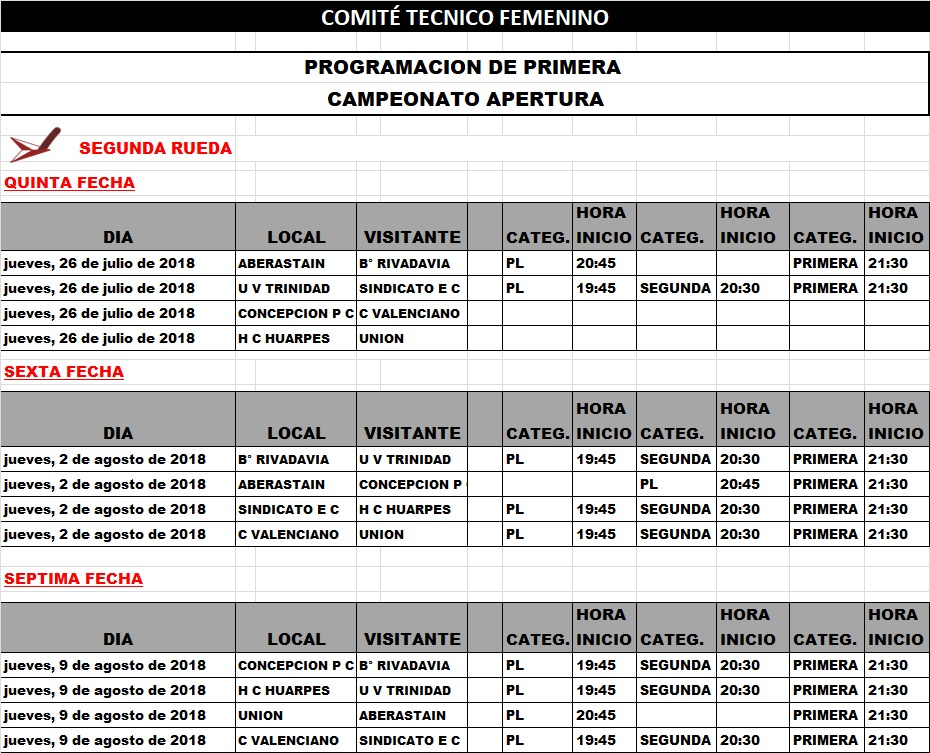 COMITÉ TECNICO FEMENINO
PROGRAMACION DE PRIMERA
CAMPEONATO APERTURA
SEGUNDA RUEDA
QUINTA FECHA
DIA LOCAL VISITANTE CATEG. HORA INICIO CATEG. HORA INICIO CATEG. HORA INICIO
jueves, 26 de julio de 2018 ABERASTAIN B° RIVADAVIA PL 20:45 PRIMERA 21:30
jueves, 26 de julio de 2018 U V TRINIDAD SINDICATO E C PL 19:45 SEGUNDA 20:30 PRIMERA 21:30
jueves, 26 de julio de 2018 CONCEPCION P C C VALENCIANO
jueves, 26 de julio de 2018 H C HUARPES UNION
SEXTA FECHA
DIA LOCAL VISITANTE CATEG. HORA INICIO CATEG. HORA INICIO CATEG. HORA INICIO
jueves, 2 de agosto de 2018 B° RIVADAVIA U V TRINIDAD PL 19:45 SEGUNDA 20:30 PRIMERA 21:30
jueves, 2 de agosto de 2018 ABERASTAIN CONCEPCION P PL 20:45 PRIMERA 21:30
jueves, 2 de agosto de 2018 SINDICATO E C H C HUARPES PL 19:45 SEGUNDA 20:30 PRIMERA 21:30
jueves, 2 de agosto de 2018 C VALENCIANO UNION PL 19:45 SEGUNDA 20:30 PRIMERA 21:30
SEPTIMA FECHA
DIA LOCAL VISITANTE CATEG. HORA INICIO CATEG. HORA INICIO CATEG. HORA INICIO
jueves, 9 de agosto de 2018 CONCEPCION P C B° RIVADAVIA PL 19:45 SEGUNDA 20:30 PRIMERA 21:30
jueves, 9 de agosto de 2018 H C HUARPES U V TRINIDAD PL 19:45 SEGUNDA 20:30 PRIMERA 21:30
jueves, 9 de agosto de 2018 UNION ABERASTAIN PL 20:45 PRIMERA 21:30
jueves, 9 de agosto de 2018 C VALENCIANO SINDICATO E C PL 19:45 SEGUNDA 20:30 PRIMERA 21:30